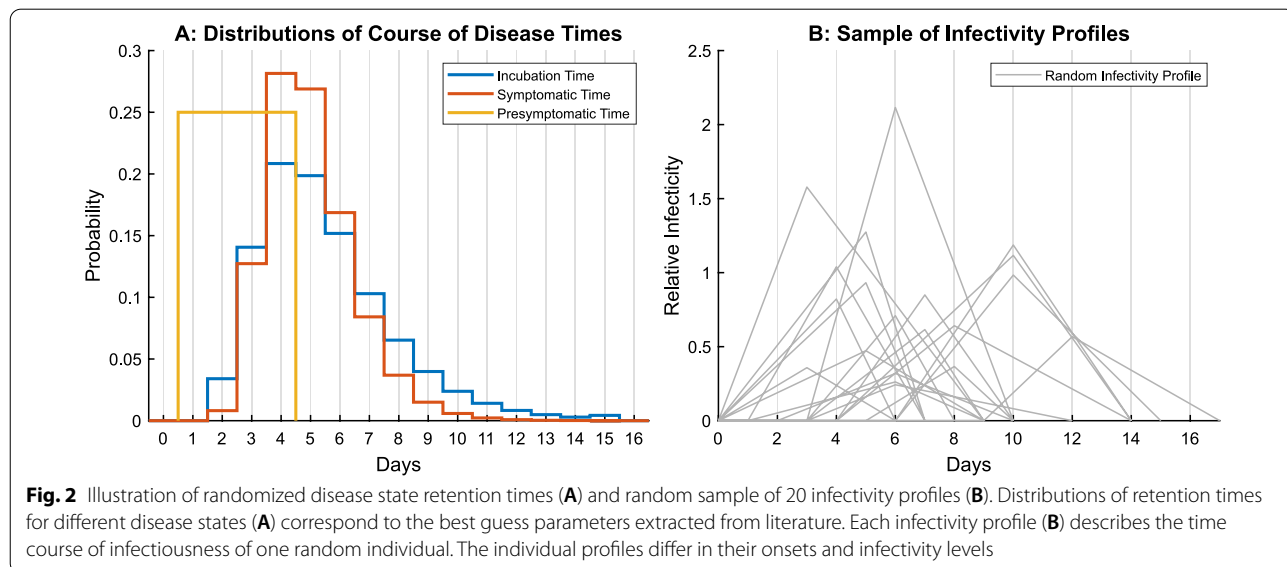 A: Distributions of Course of Disease Times
0.3
0.25
0.2
0.15
0.1
0.05
0
Probability
Incubation Time
Symptomatic Time
Presymptomatic Time
0 1 2 3 4 5 6 7 8 9 10 11 12 13 14 15 16
Days
B: Sample of Infectivity Profiles
2.5
2
1.5
1
0.5
0
Relative Infecticity
Random Infectivity Profile
0 2 4 6 8 10 12 14 16
Days
Fig. 2 Illustration of randomized disease state retention times (A) and random sample of 20 infectivity profiles (B). Distributions of retention times
for different disease states (A) correspond to the best guess parameters extracted from literature. Each infectivity profile (B) describes the time
course of infectiousness of one random individual. The individual profiles differ in their onsets and infectivity levels